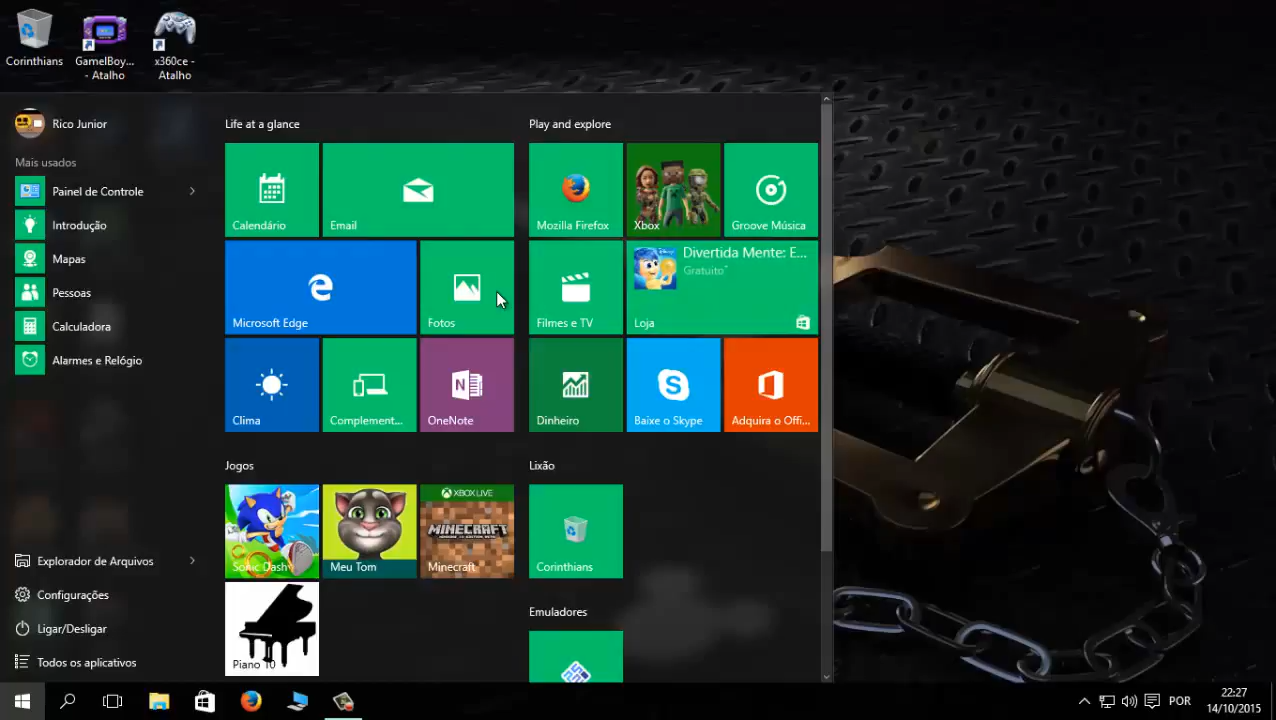 Corinthians
GamelBoy...
- Atalho
x360ce -
Atalho
Rico Junior
Mais usados
Painel de Controle
Introdução
Mapas
Pessoas
Calculadora
Alarmes e Relógio
Explorador de Arquivos
Configurações
Ligar/Desligar
Todos os aplicativos
Life at a glance
Calendário
Email
Microsoft Edge
Fotos
Clima
Complement...
N
OneNote
Play and explore
Mozilla Firefox
Xbox
Groove Música
Filmes e TV
Divertida Mente: E...
Gratuito*
Loja
Dinheiro
S
Baixe o Skype
Adquira o Offi...
Jogos
Sonic Dash
Meu Tom
XBOX LIVE
MINECRAFT
Minecraft
Piano 10
Lixão
Corinthians
Emuladores
POR
22:27
14/10/2015